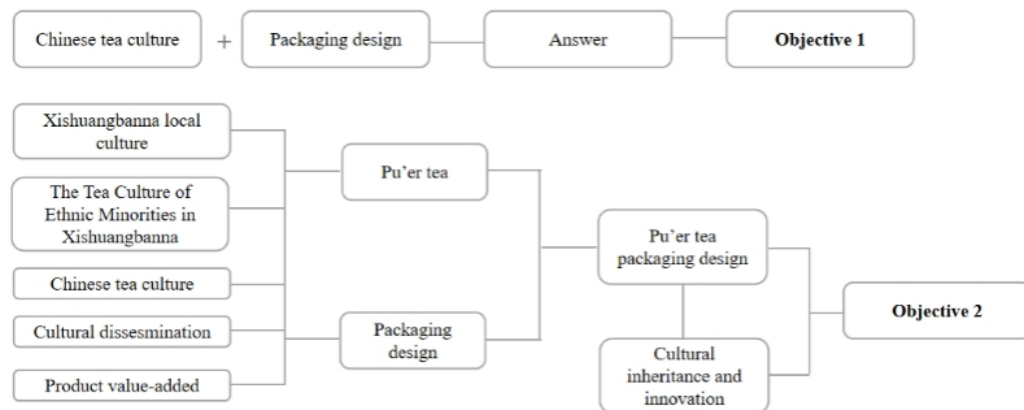 Chinese tea culture + Packaging design Answer Objective 1
Xishuangbanna local
culture
The Tea Culture of
Ethnic Minorities in
Xishuangbanna
Chinese tea culture
Cultural dissesmination
Product value-added
Pu’er tea
Packaging
design
Pu’er tea
packaging design
Cultural
inheritance and
innovation
Objective 2